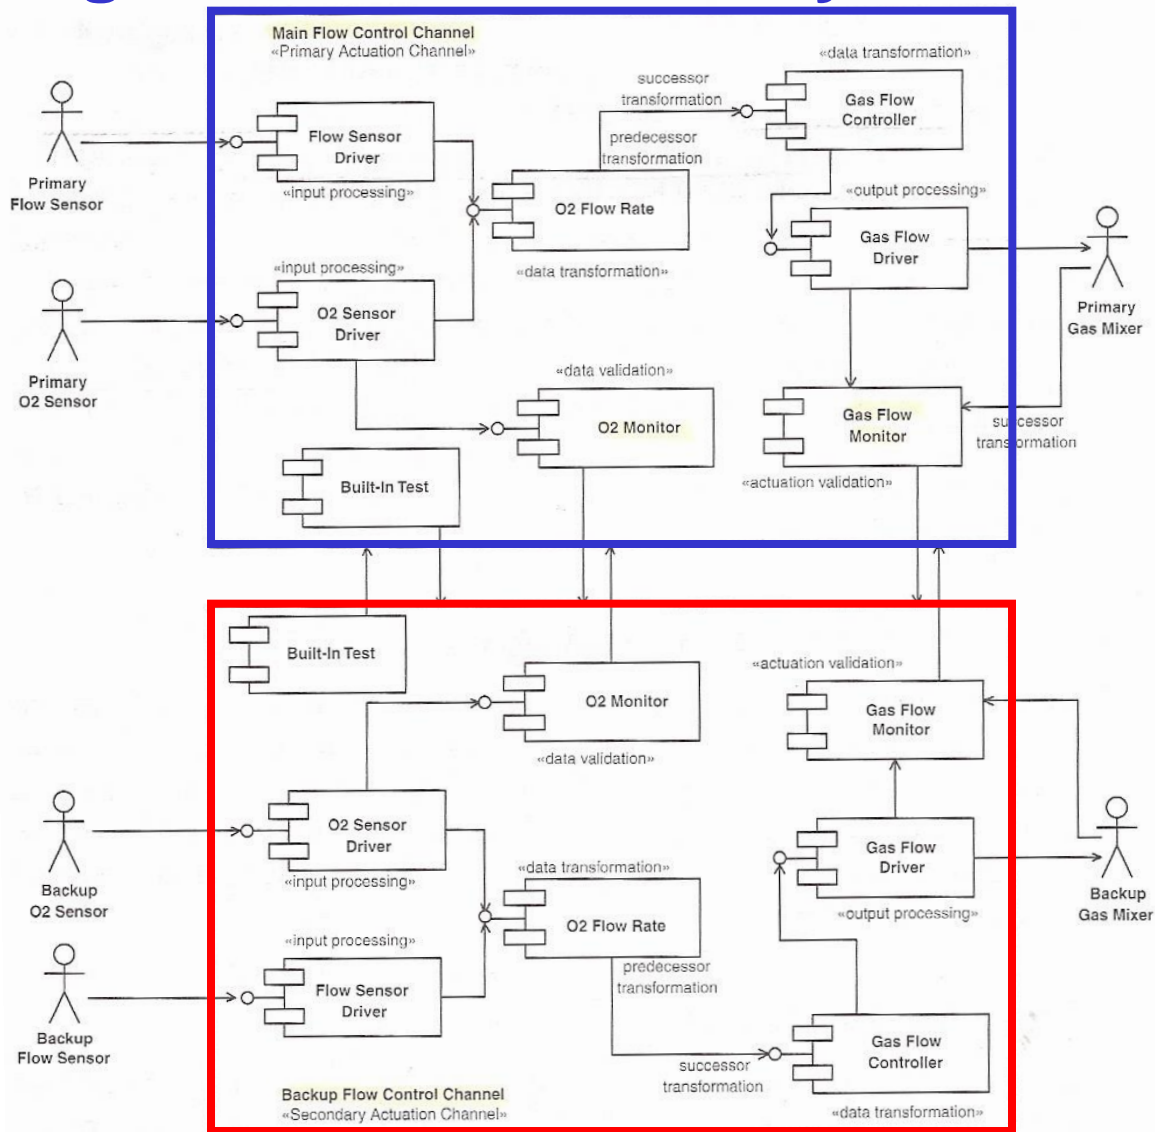 Main Flow Control Channel
«Primary Actuation Channel»
«data transformation»
successor
transformation
Gas Flow
Controller
Flow Sensor
Driver
predecessor
transformation
Primary
Flow Sensor
«input processing»
O2 Flow Rate
«output processing»
Gas Flow
Driver
«input processing»
«data transformation»
O2 Sensor
Driver
Primary
Gas Mixer
Primary
O2 Sensor
«data validation»
O2 Monitor
Gas Flow
Monitor
successor
transformation
Built-In Test
«actuation validation»
Built-In Test
«actuation validation»
O2 Monitor
Gas Flow
Monitor
«data validation»
O2 Sensor
Driver
Gas Flow
Driver
«data transformation»
«input processing»
Backup
O2 Sensor
Backup
Gas Mixer
«output processing»
O2 Flow Rate
«input processing»
predecessor
transformation
Flow Sensor
Driver
Backup
Flow Sensor
Gas Flow
Controller
successor
transformation
Backup Flow Control Channel
«Secondary Actuation Channel»
«data transformation»